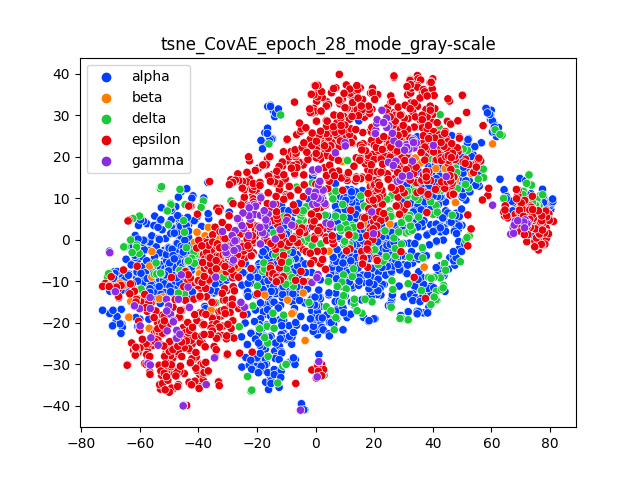 tsne_CovAE_epoch_28_mode_gray-scale
alpha
beta
delta
epsilon
gamma
40
30
20
10
0
−10
−20
−30
−40
−80 −60 −40 −20 0 20 40 60 80